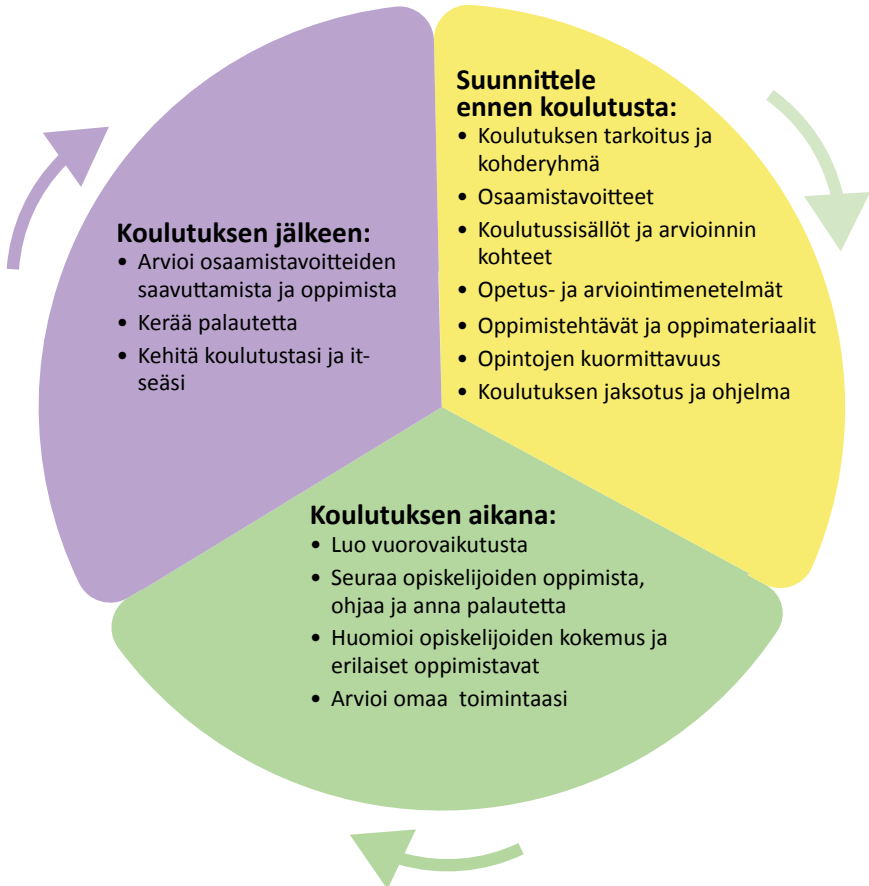 Suunnittele
ennen koulutusta:
• Koulutuksen tarkoitus ja
kohderyhmä
• Osaamistavoitteet
• Koulutussisällöt ja arvioinnin
kohteet
• Opetus- ja arviointimenetelmät
• Oppimistehtävät ja oppimateriaalit
• Opintojen kuormittavuus
• Koulutuksen jaksotus ja ohjelma
Koulutuksen aikana:
• Luo vuorovaikutusta
• Seuraa opiskelijoiden oppimista,
ohjaa ja anna palautetta
• Huomioi opiskelijoiden kokemus ja
erilaiset oppimistavat
• Arvioi omaa  toimintaasi
Koulutuksen jälkeen:
• Arvioi osaamistavoitteiden
saavuttamista ja oppimista
• Kerää palautetta
• Kehitä koulutustasi ja it-
seäsi